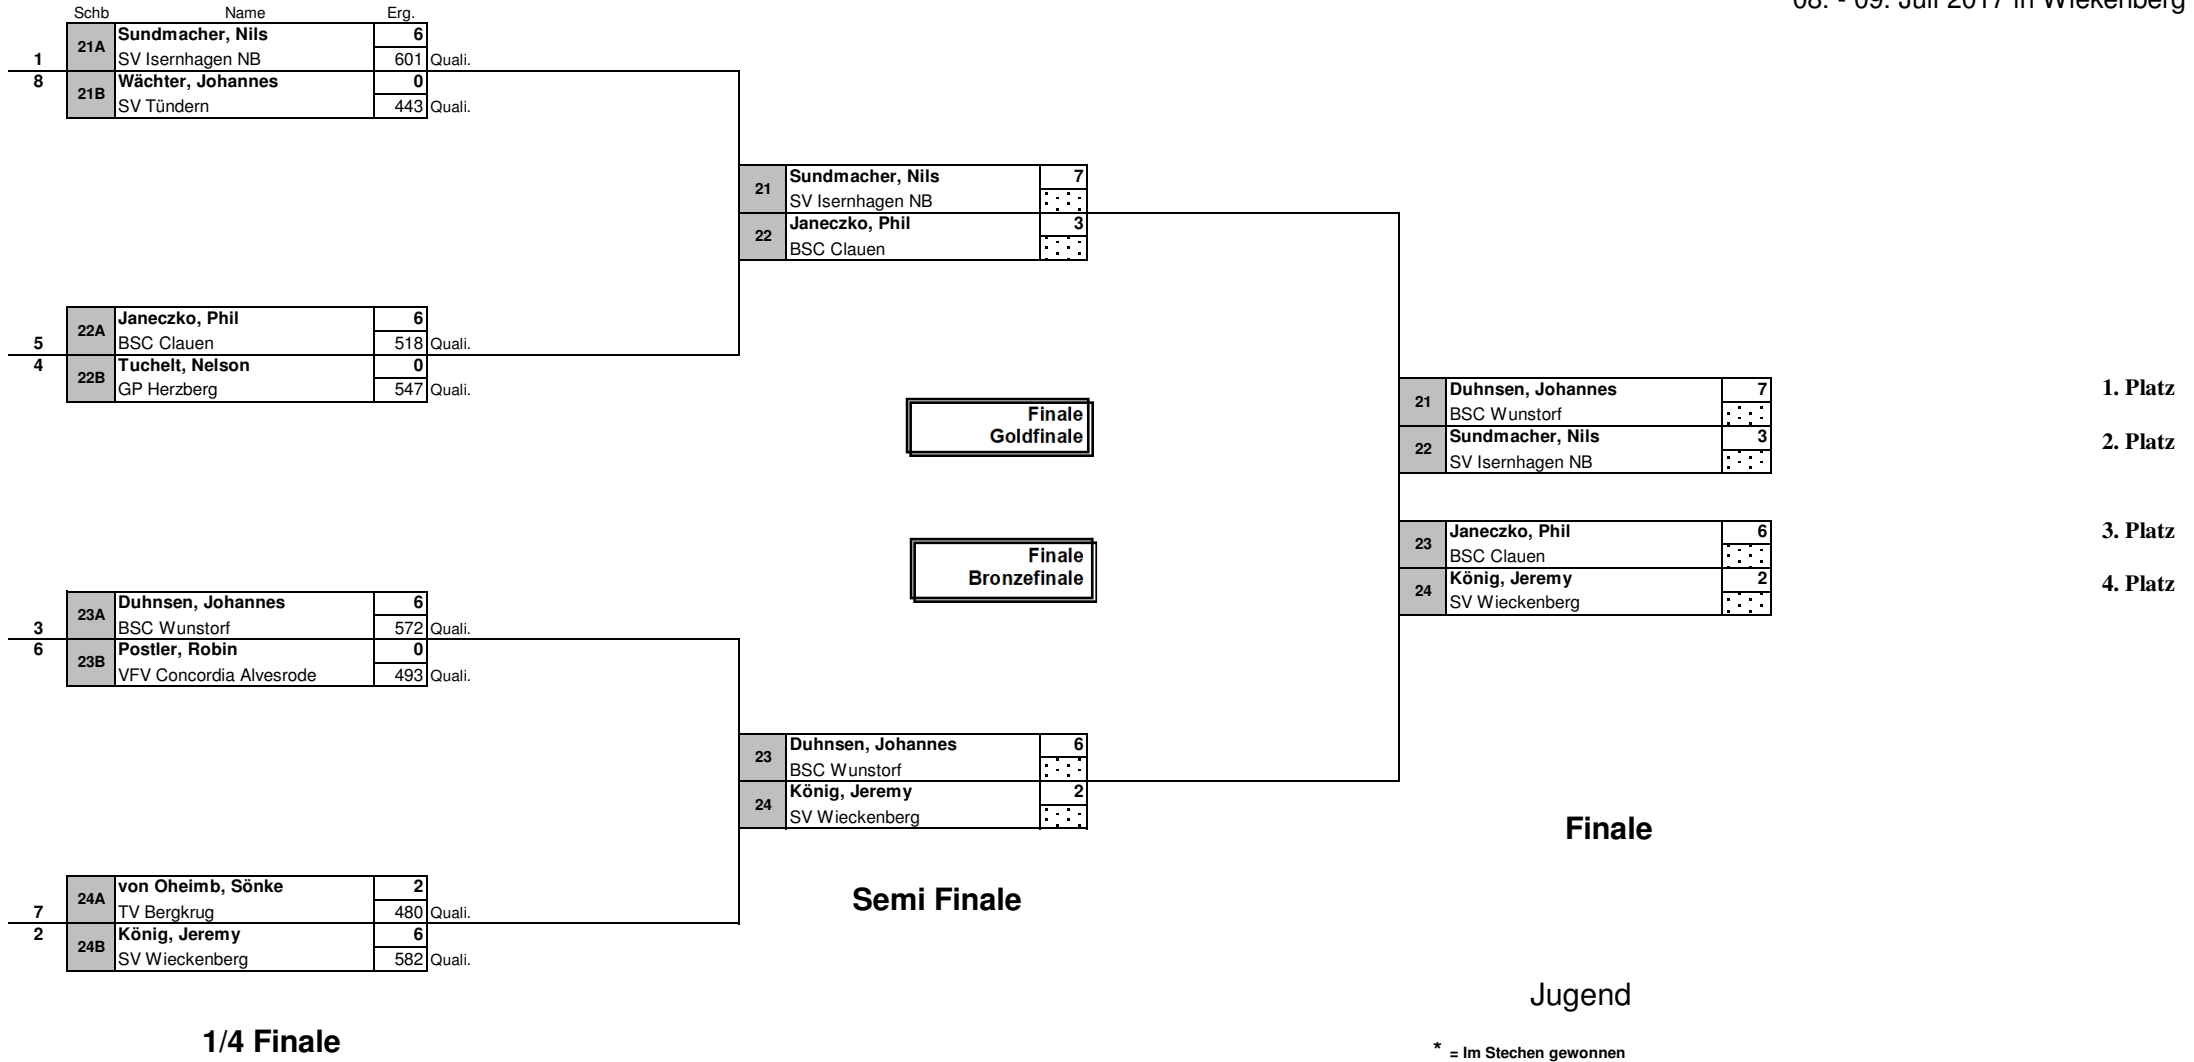 08. - 09. Juli 2017 in Wiekenberg
Schb Name Erg.
21A Sundmacher, Nils 6
1 SV Isernhagen NB 601 Quali.
8 21B Wächter, Johannes 0
SV Tündern 443 Quali.
21 Sundmacher, Nils 7
SV Isernhagen NB
22 Janeczko, Phil 3
BSC Clauen
22A Janeczko, Phil 6
5 BSC Clauen 518 Quali.
4 22B Tuchelt, Nelson 0
GP Herzberg 547 Quali.
Finale
Goldfinale
21 Duhnsen, Johannes 7 1. Platz
BSC Wunstorf
22 Sundmacher, Nils 3 2. Platz
SV Isernhagen NB
Finale
Bronzefinale
23 Janeczko, Phil 6 3. Platz
BSC Clauen
24 König, Jeremy 2 4. Platz
SV Wieckenberg
23A Duhnsen, Johannes 6
3 BSC Wunstorf 572 Quali.
6 23B Postler, Robin 0
VFV Concordia Alvesrode 493 Quali.
23 Duhnsen, Johannes 6
BSC Wunstorf
24 König, Jeremy 2
SV Wieckenberg
Finale
24A von Oheimb, Sönke 2
7 TV Bergkrug 480 Quali.
2 24B König, Jeremy 6
SV Wieckenberg 582 Quali.
Semi Finale
Jugend
1/4 Finale
* = Im Stechen gewonnen